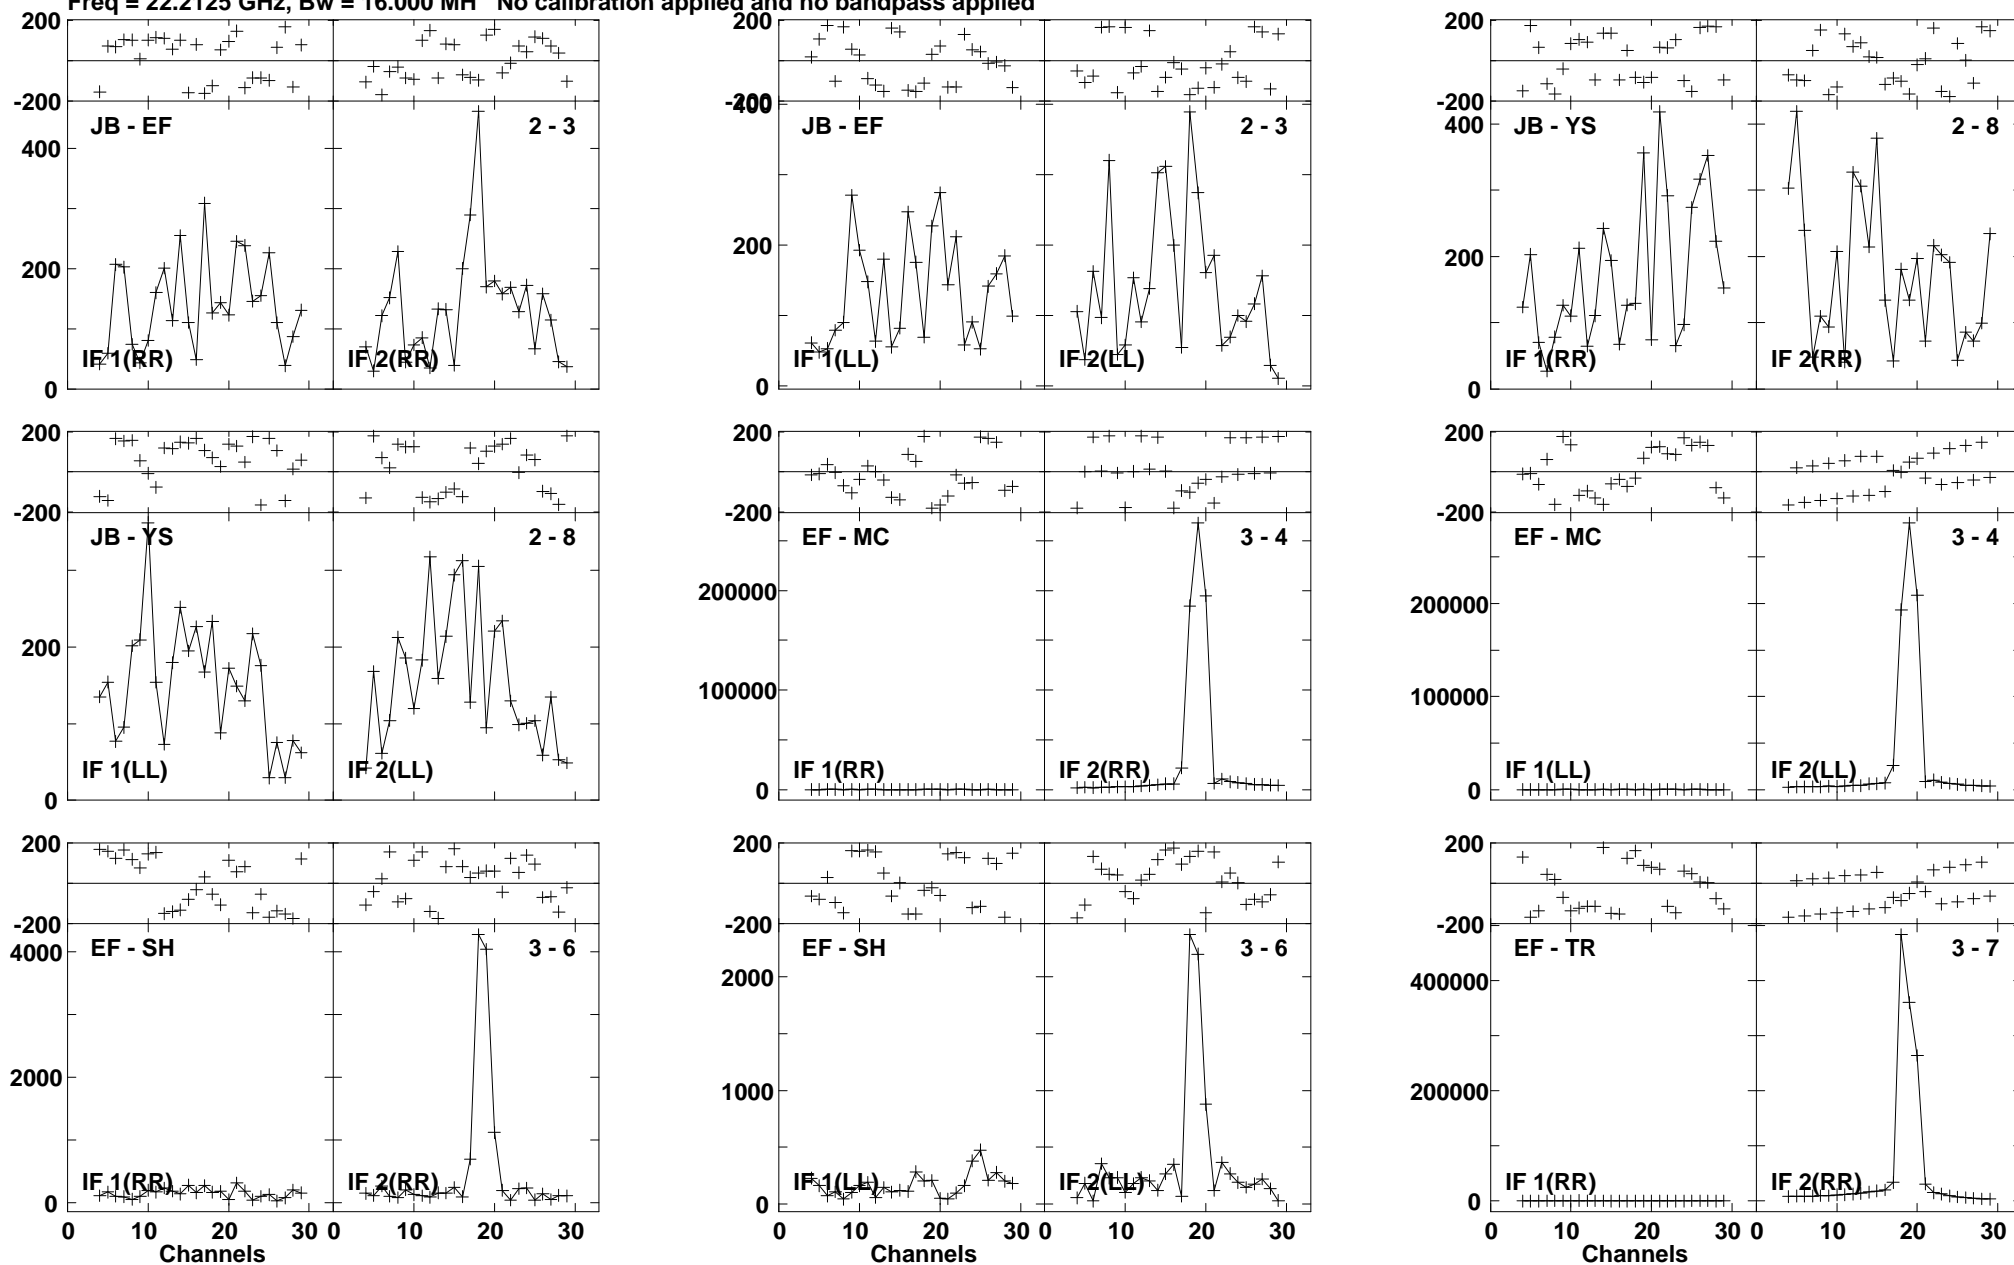 Freq = 22.2125 GHz, Bw = 16.000 MH No calibration applied and no bandpass applied
200
-200
JB - EF
2 - 3
400
200
0
IF 1(RR)
IF 2(RR)
-200
400
JB - EF
2 - 3
200
0
IF 1(LL)
IF 2(LL)
200
-200
JB - YS
2 - 8
400
200
0
IF 1(RR)
IF 2(RR)
200
-200
JB - YS
2 - 8
200
0
IF 1(LL)
IF 2(LL)
200
-200
EF - MC
3 - 4
200000
100000
0
IF 1(RR)
IF 2(RR)
200
-200
EF - MC
3 - 4
200000
100000
0
IF 1(LL)
IF 2(LL)
200
-200
EF - SH
3 - 6
4000
2000
0
IF 1(RR)
IF 2(RR)
0 10 20 30 0 10 20 30
Channels
200
-200
EF - SH
3 - 6
2000
1000
0
IF 1(LL)
IF 2(LL)
0 10 20 30 0 10 20 30
Channels
200
-200
EF - TR
3 - 7
400000
200000
0
IF 1(RR)
IF 2(RR)
0 10 20 30 0 10 20 30
Channels